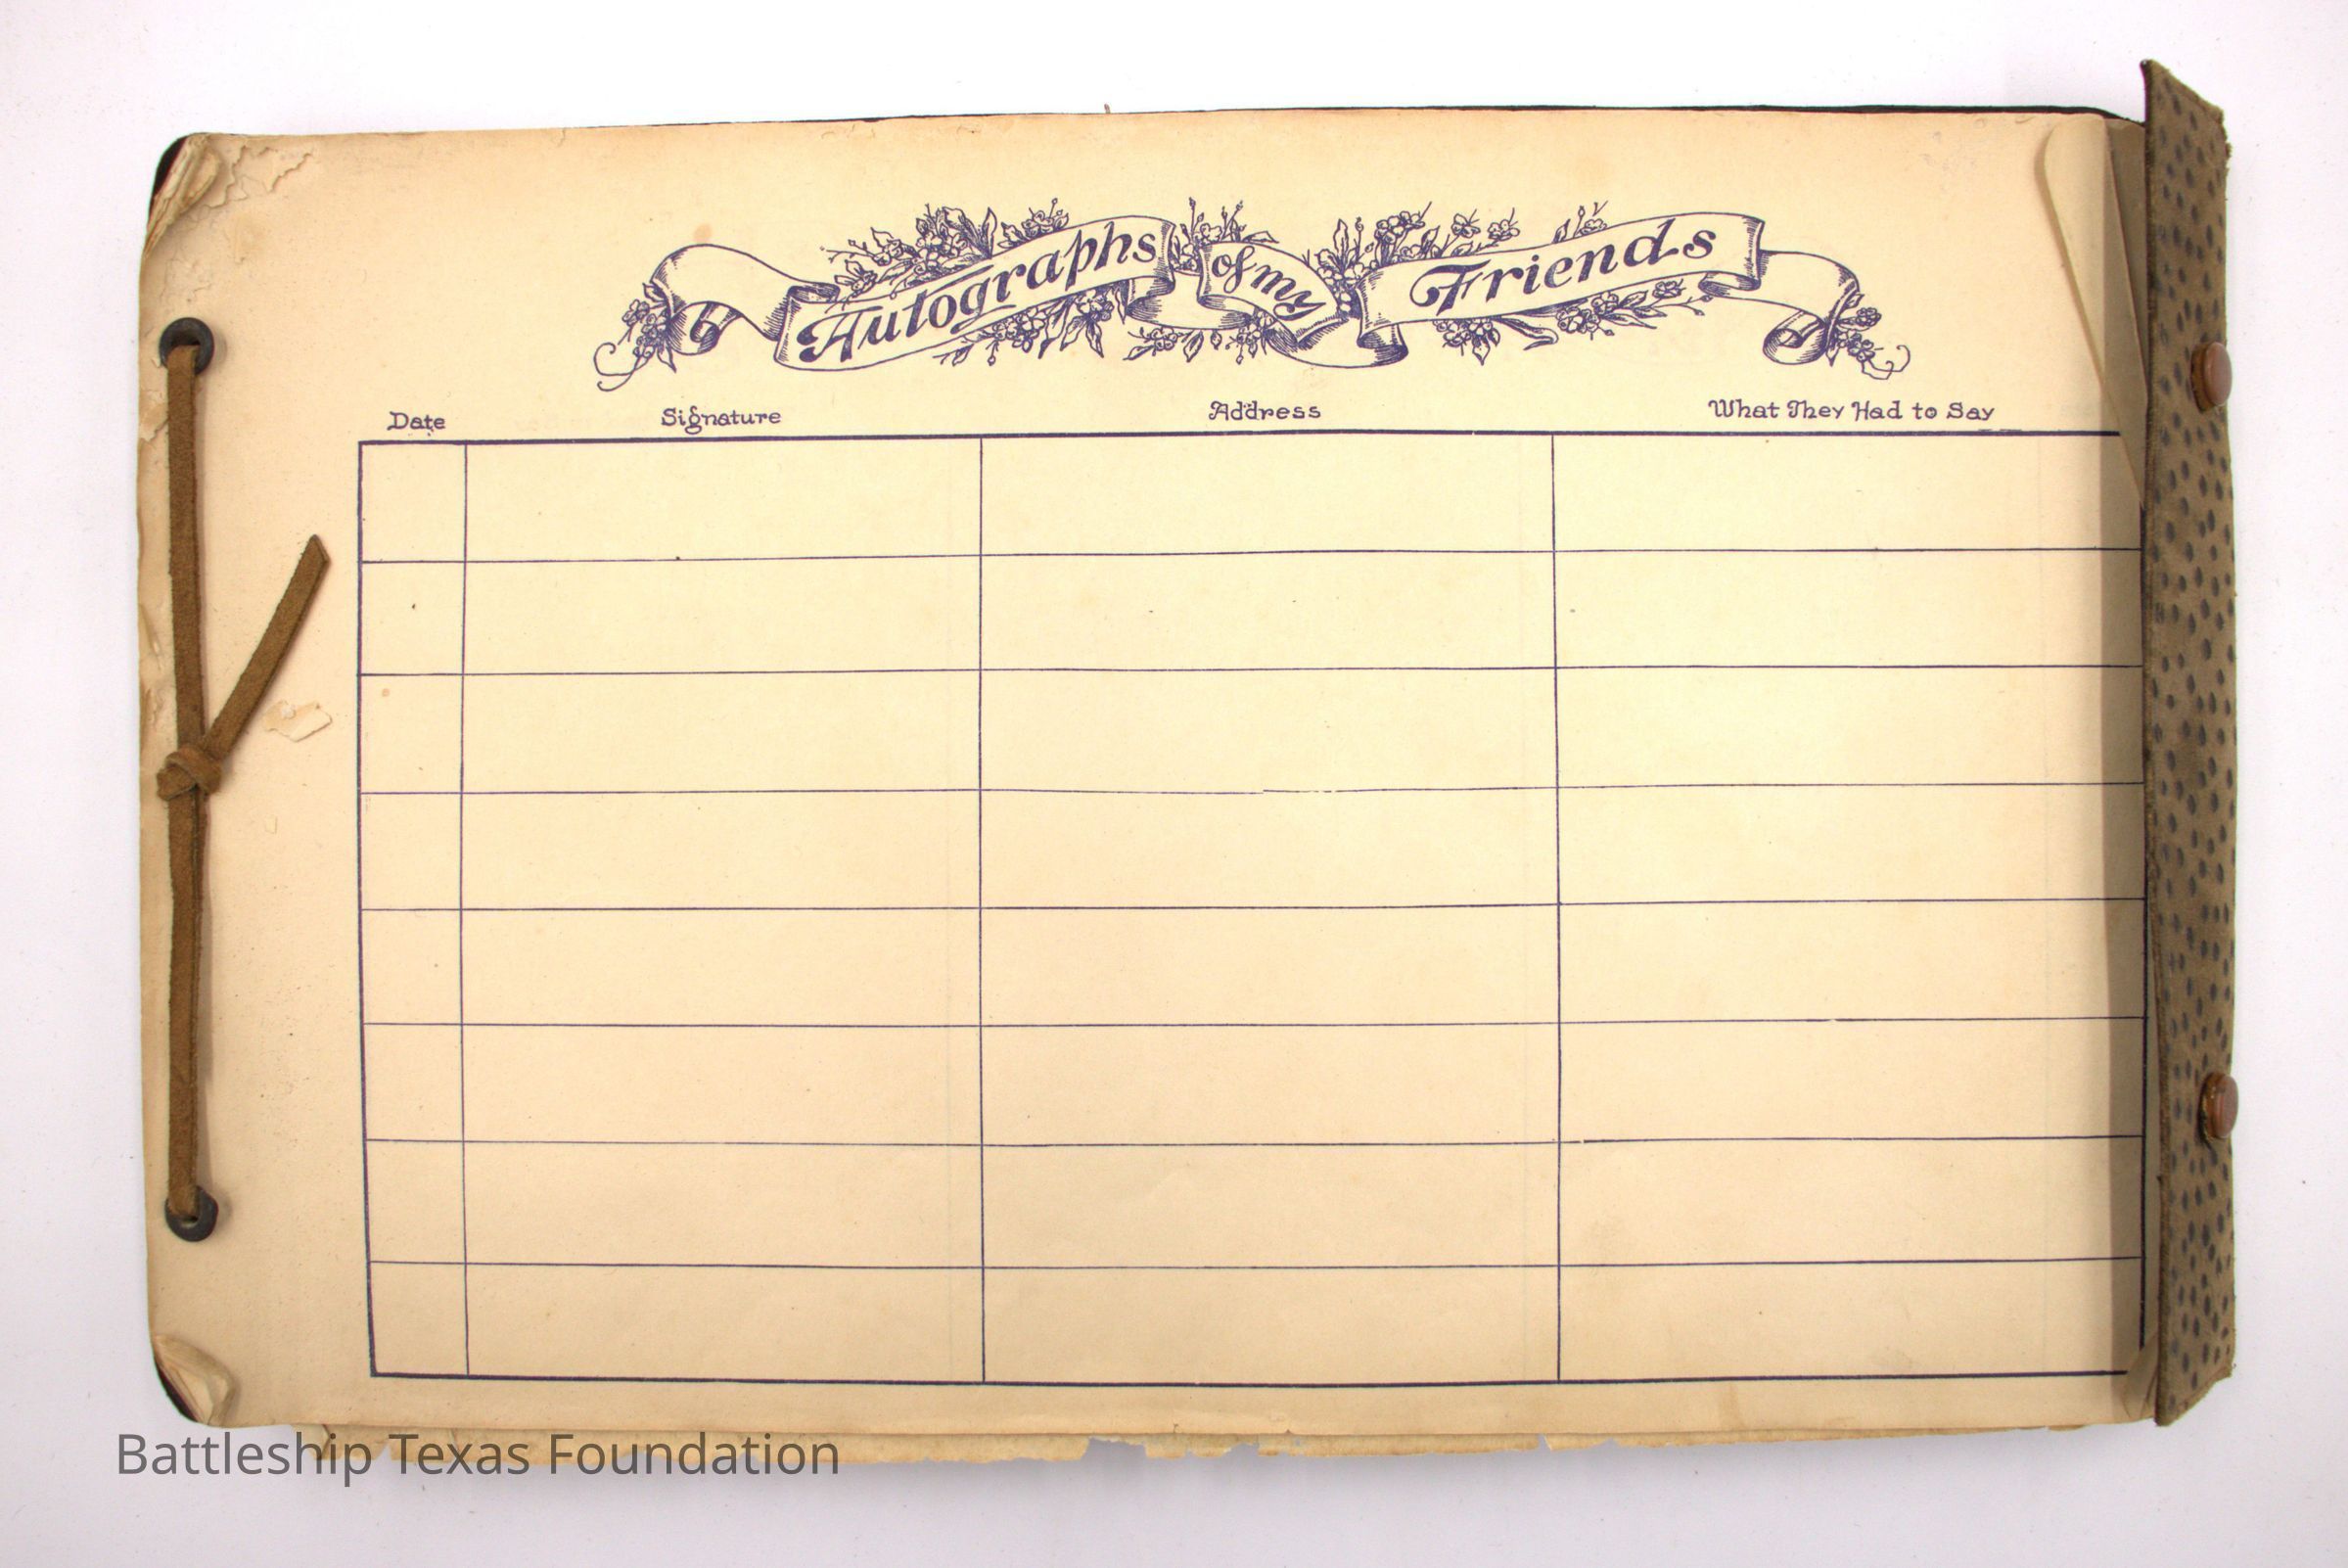 Autographs of my Friends
Date Signature Address What They Had to Say
Battleship Texas Foundation